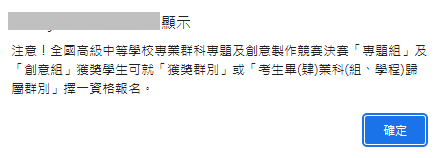 顯示
注意！全國高級中等學校專業群科專題及創意製作競賽決賽「專題組」及
「創意組」獲獎學生可就「獲獎群別」或「考生畢(肄)業科(組、學程)歸
屬群別」擇一資格報名。
確定